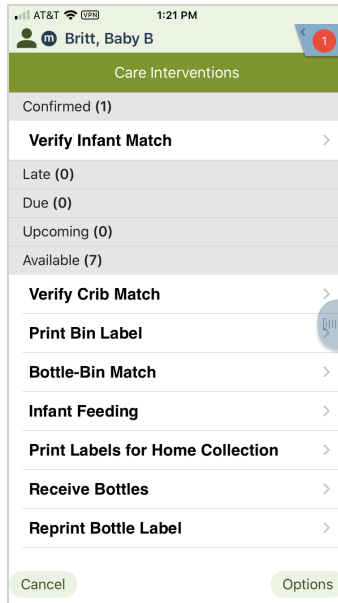 AT&T VPN 1:21 PM
m Britt, Baby B 1
Care Interventions
Confirmed (1)
Verify Infant Match
Late (0)
Due (0)
Upcoming (0)
Available (7)
Verify Crib Match
Print Bin Label
Bottle-Bin Match
Infant Feeding
Print Labels for Home Collection
Receive Bottles
Reprint Bottle Label
Cancel Options